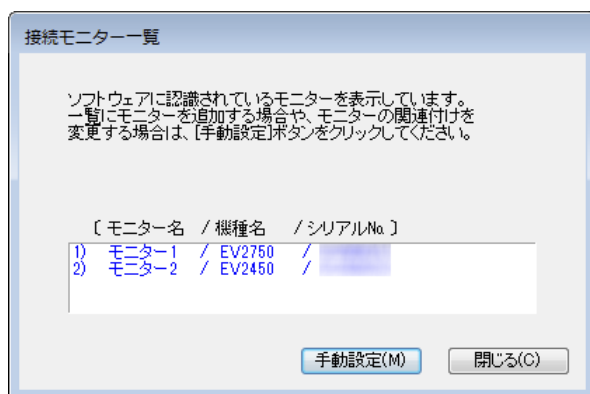 接続モニター一覧
ソフトウェアに認識されているモニターを表示しています。
一覧にモニターを追加する場合や、モニターの関連付けを
変更する場合は、[手動設定]ボタンをクリックしてください。
〔 モニター名 / 機種名 / シリアルNo. 〕
1) モニター1 / EV2750 /
2) モニター2 / EV2450 /
手動設定(M) 閉じる(C)